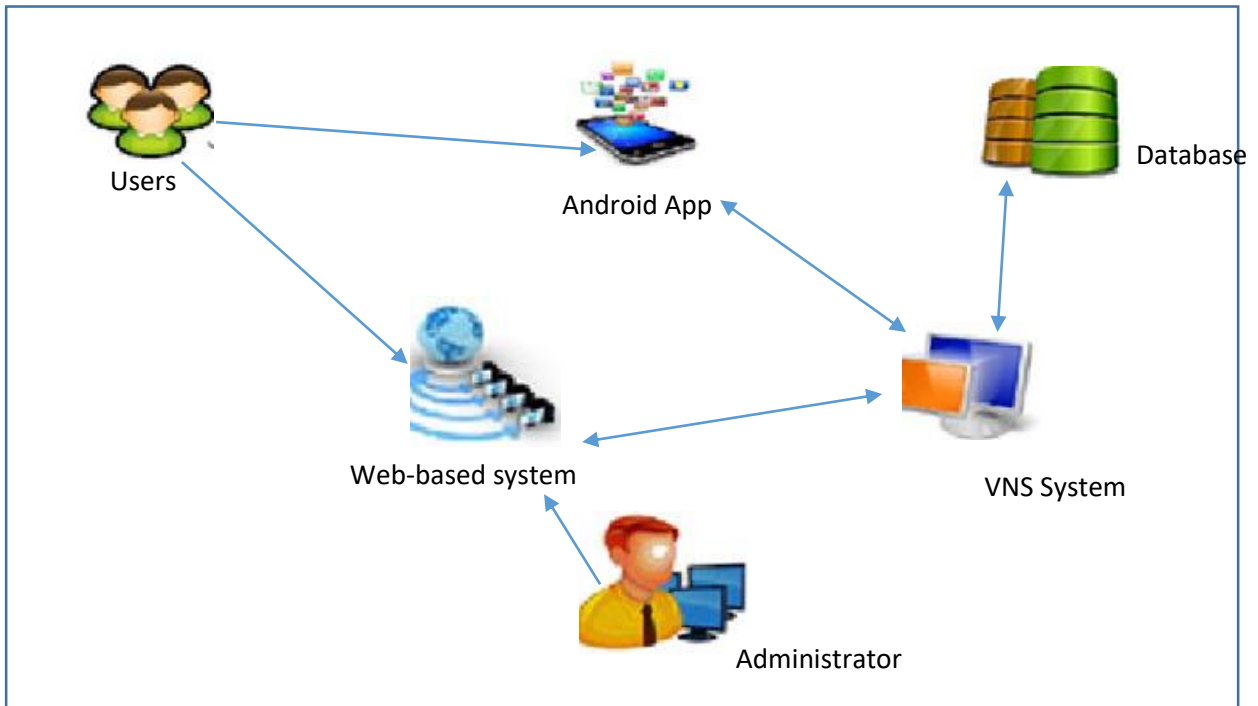 Users
Android App
Database
Web-based system
VNS System
Administrator